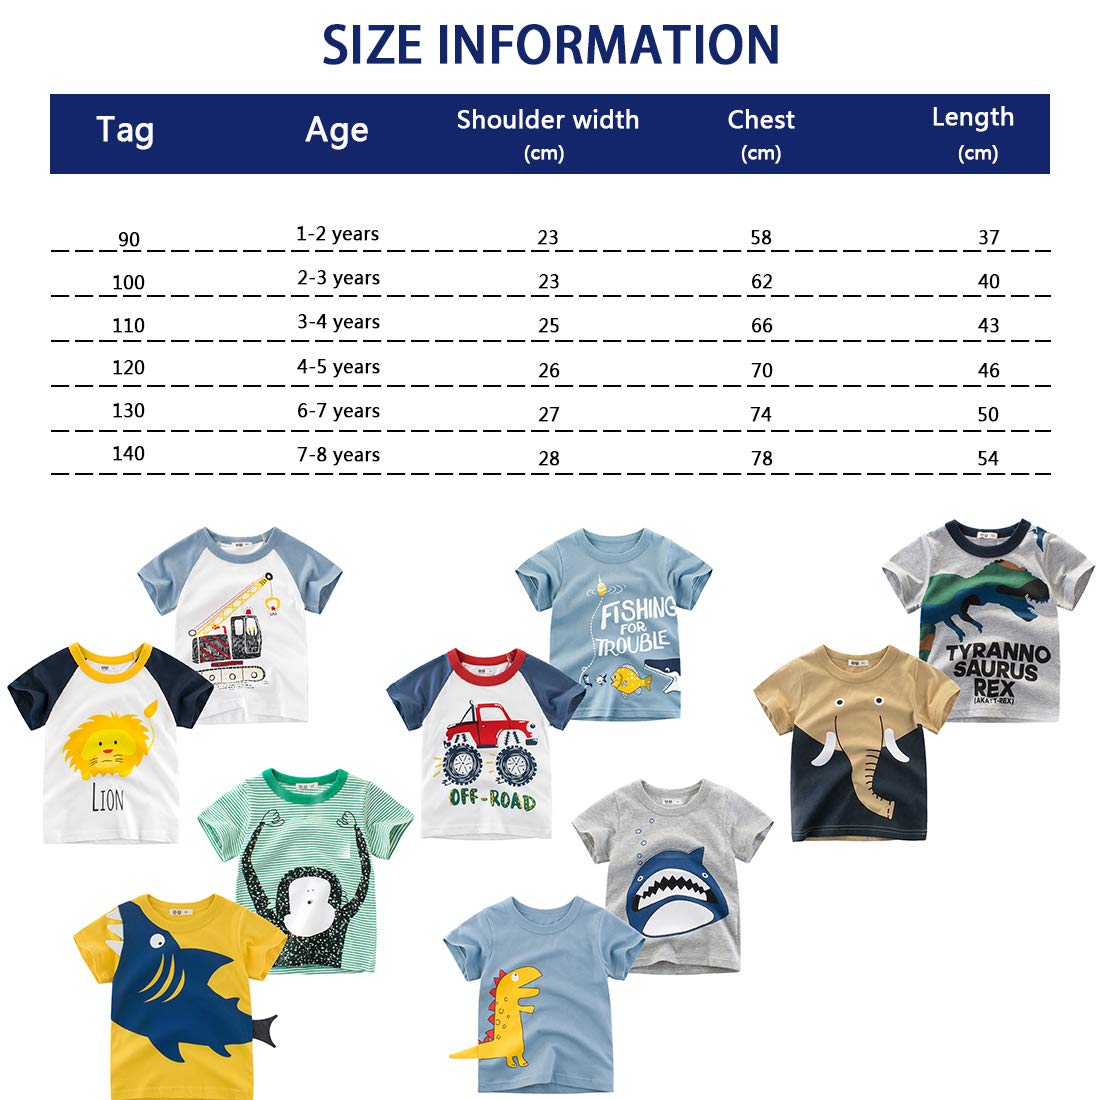 SIZE INFORMATION
Tag Age Shoulder width (cm) Chest (cm) Length (cm)
90 1-2 years 23 58 37
100 2-3 years 23 62 40
110 3-4 years 25 66 43
120 4-5 years 26 70 46
130 6-7 years 27 74 50
140 7-8 years 28 78 54
FISHING
FOR
TROUBLE
TYRANNO
SAURUS
REX
(AKA:T-REX)
LION
OFF-ROAD